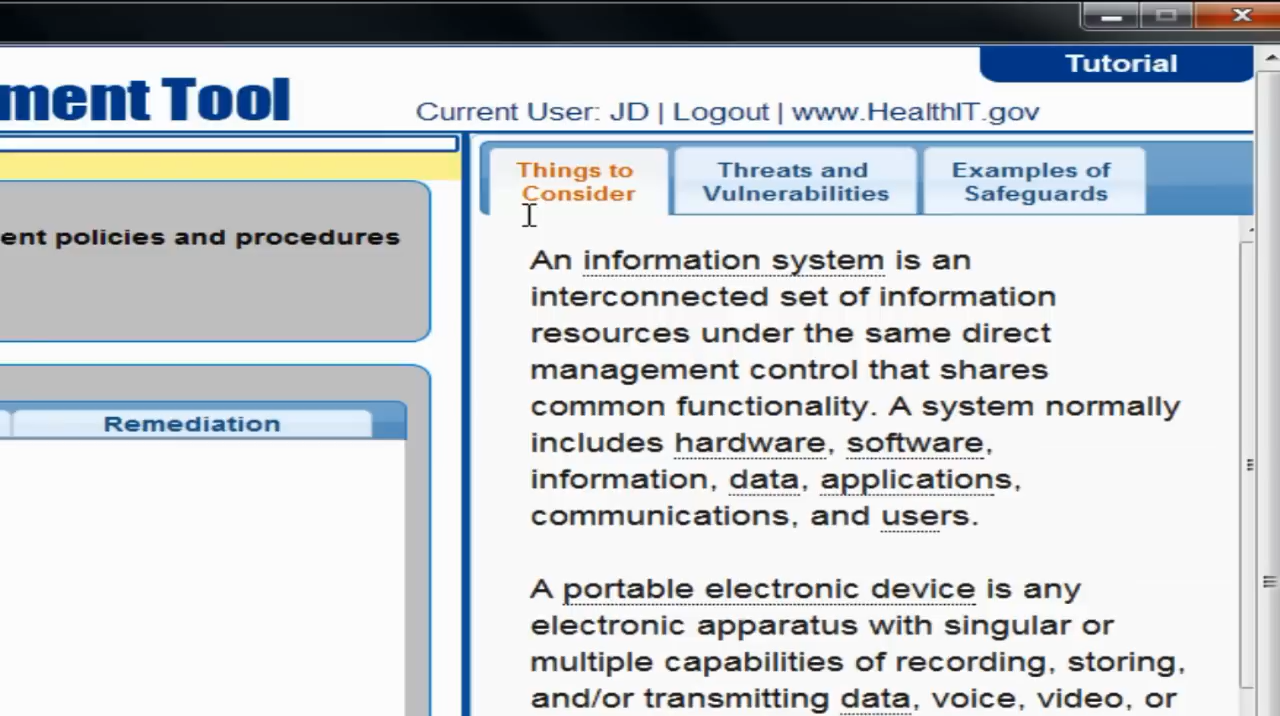 Tutorial
ment Tool
Current User: JD | Logout | www.HealthIT.gov
Things to
Consider
Threats and
Vulnerabilities
Examples of
Safeguards
ent policies and procedures
Remediation
An information system is an
interconnected set of information
resources under the same direct
management control that shares
common functionality. A system normally
includes hardware, software,
information, data, applications,
communications, and users.
A portable electronic device is any
electronic apparatus with singular or
multiple capabilities of recording, storing,
and/or transmitting data, voice, video, or